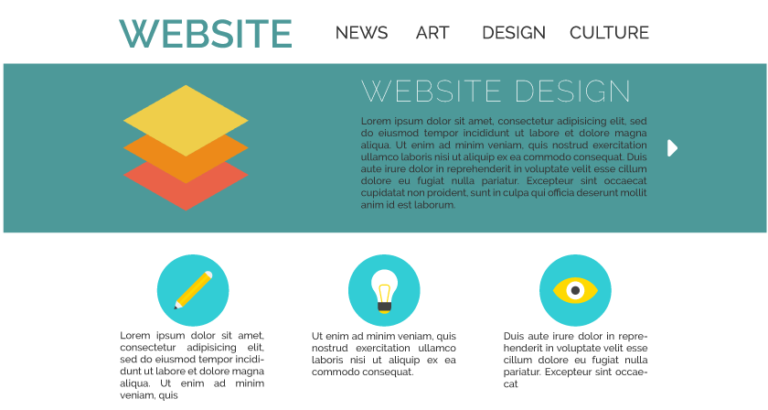 WEBSITE NEWS ART DESIGN CULTURE
WEBSITE DESIGN
Lorem ipsum dolor sit amet, consectetur adipisicing elit, sed
do eiusmod tempor incididunt ut labore et dolore magna
aliqua. Ut enim ad minim veniam, quis nostrud exercitation
ullamco laboris nisi ut aliquip ex ea commodo consequat. Duis
aute irure dolor in reprehenderit in voluptate velit esse cillum
dolore eu fugiat nulla pariatur. Excepteur sint occaecat
cupidatat non proident, sunt in culpa qui officia deserunt mollit
anim id est laborum.
Lorem ipsum dolor sit amet,
consectetur adipisicing elit,
sed do eiusmod tempor incidi-
dunt ut labore et dolore magna
aliqua. Ut enim ad minim
veniam, quis
Ut enim ad minim veniam, quis
nostrud exercitation ullamco
laboris nisi ut aliquip ex ea
commodo consequat.
Duis aute irure dolor in repre-
henderit in voluptate velit esse
cillum dolore eu fugiat nulla
pariatur. Excepteur sint occae-
cat